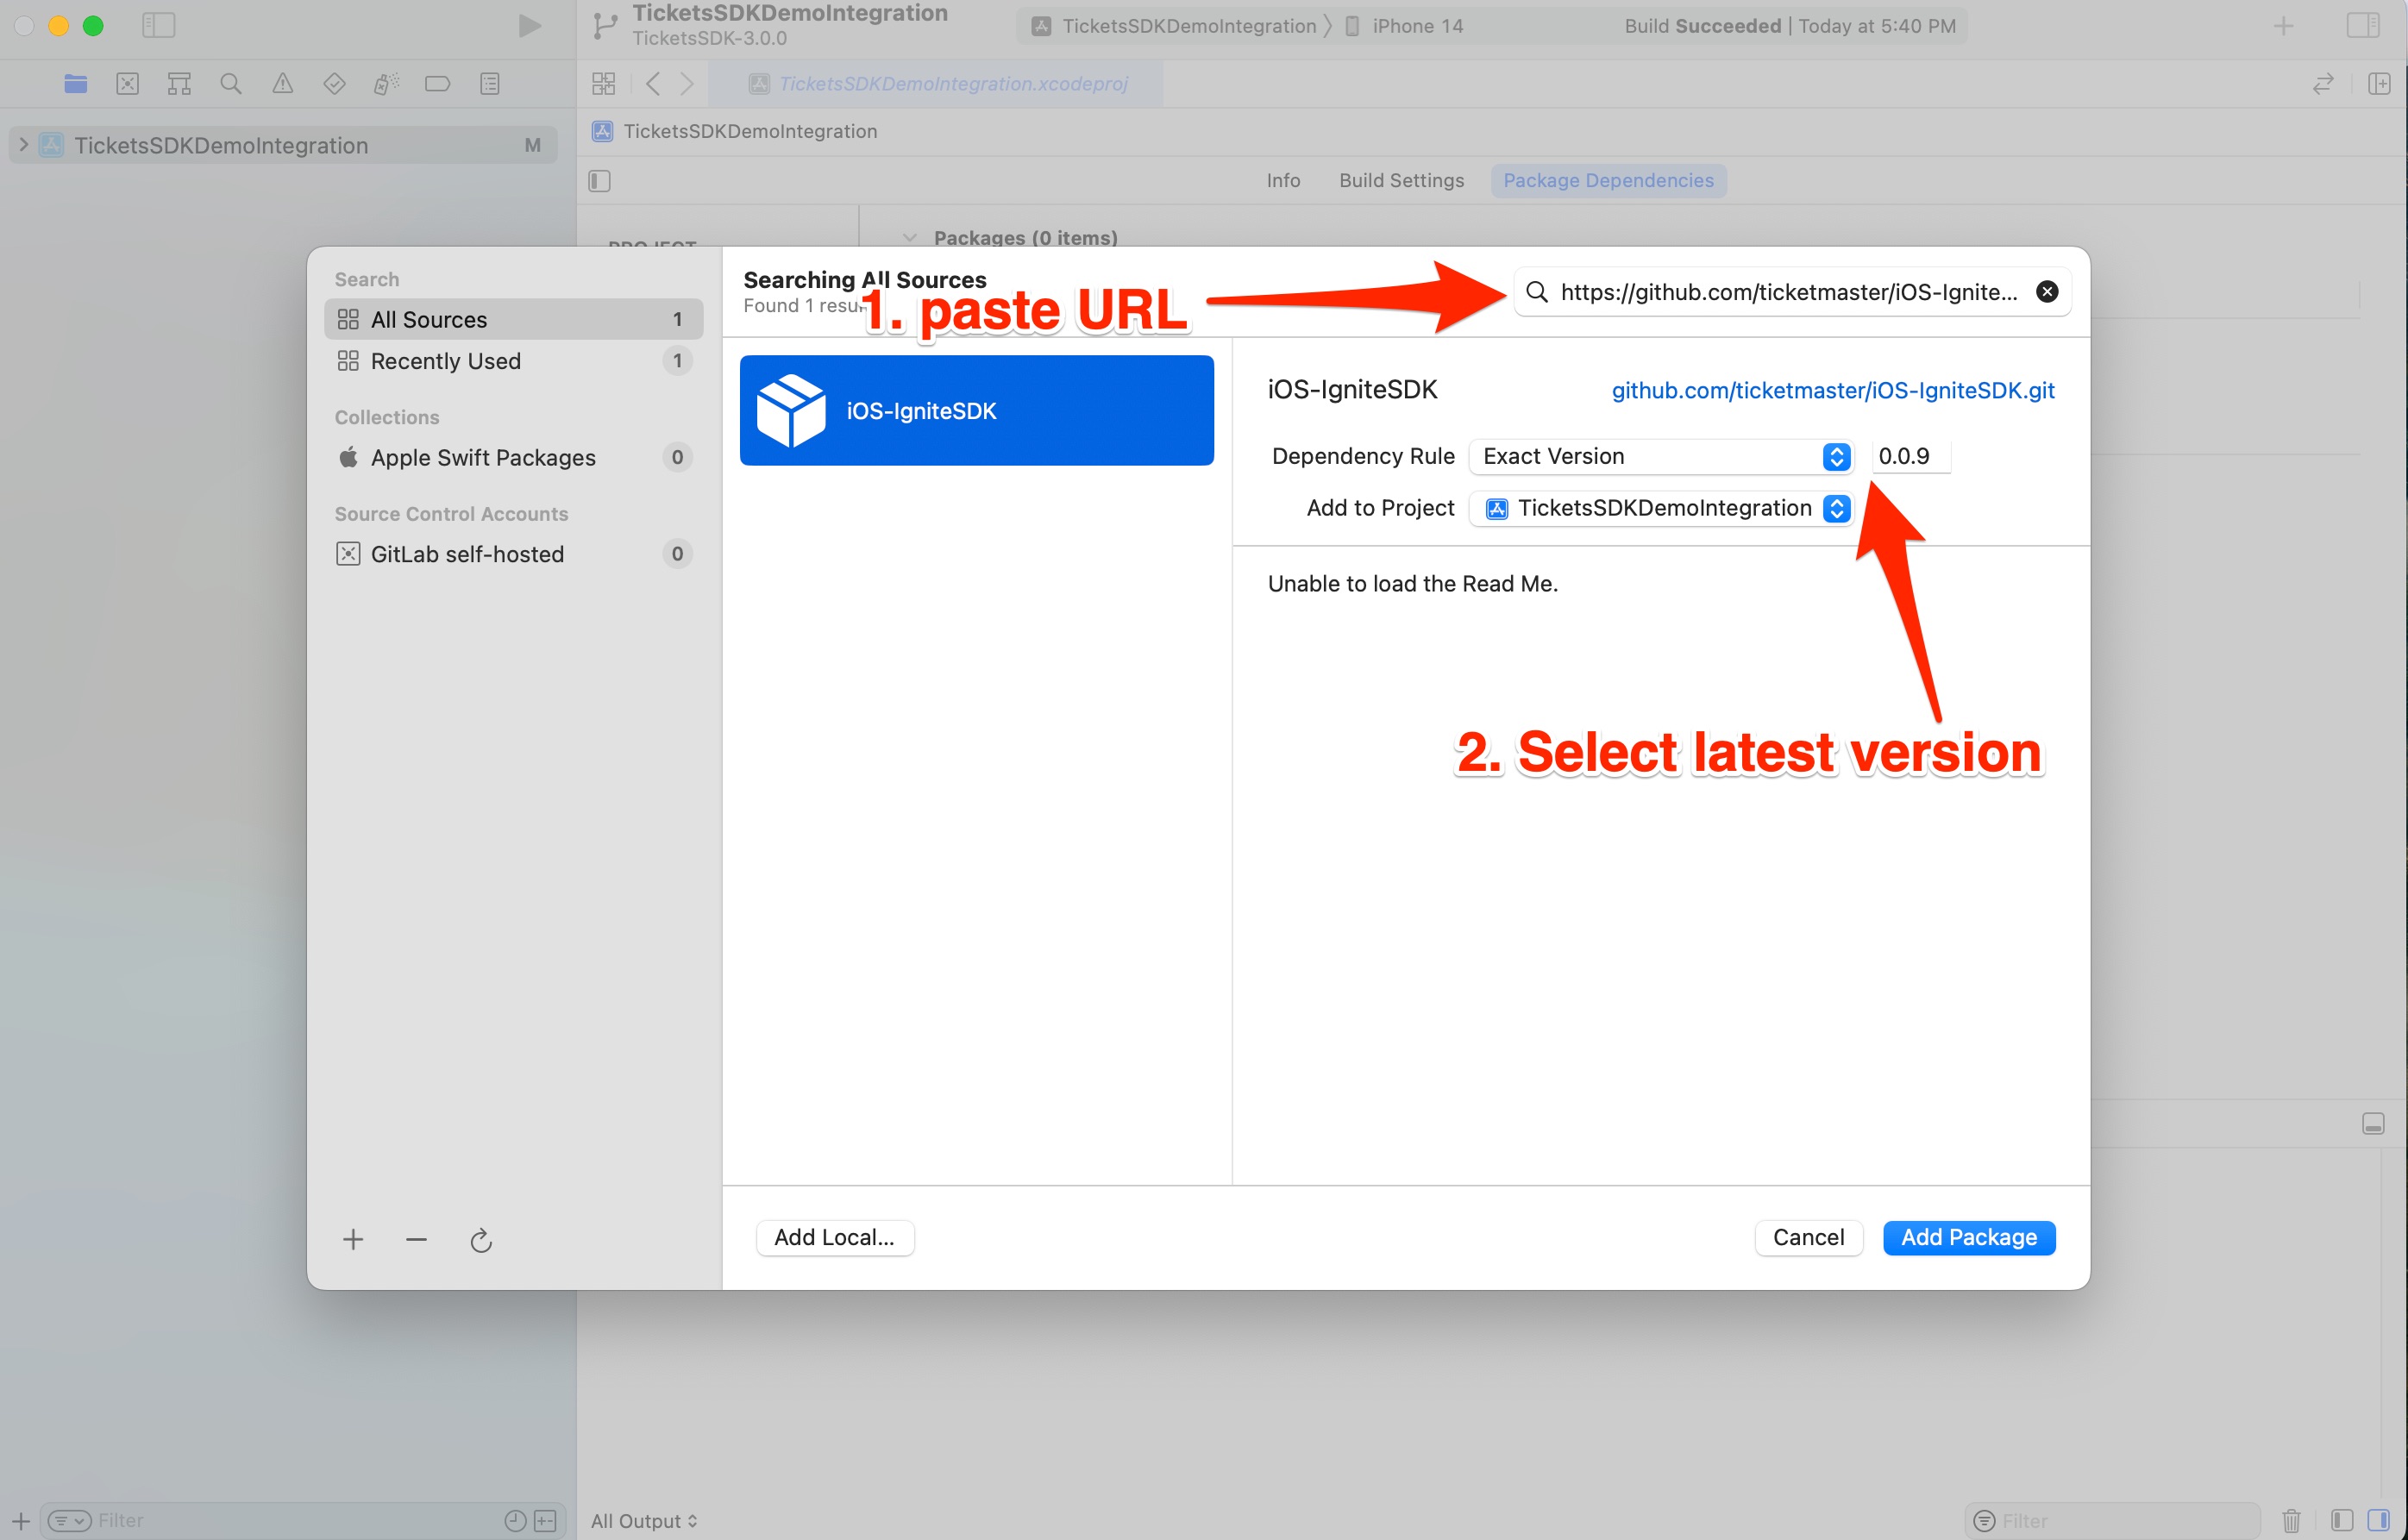 TicketsSDKDemoIntegration
TicketsSDK-3.0.0
TicketsSDKDemoIntegration
iPhone 14
Build Succeeded | Today at 5:40 PM
TicketsSDKDemoIntegration.xcodeproj
TicketsSDKDemoIntegration M
TicketsSDKDemoIntegration
Info Build Settings Package Dependencies
PROJECT
Packages (0 items)
Search
All Sources 1
Recently Used 1
Collections
Apple Swift Packages 0
Source Control Accounts
GitLab self-hosted 0
Searching All Sources
Found 1 resu
1. paste URL
https://github.com/ticketmaster/iOS-Ignite...
iOS-IgniteSDK
iOS-IgniteSDK
github.com/ticketmaster/iOS-IgniteSDK.git
Dependency Rule Exact Version 0.0.9
Add to Project TicketsSDKDemoIntegration
Unable to load the Read Me.
2. Select latest version
Add Local...
Cancel
Add Package
Filter
All Output
Filter